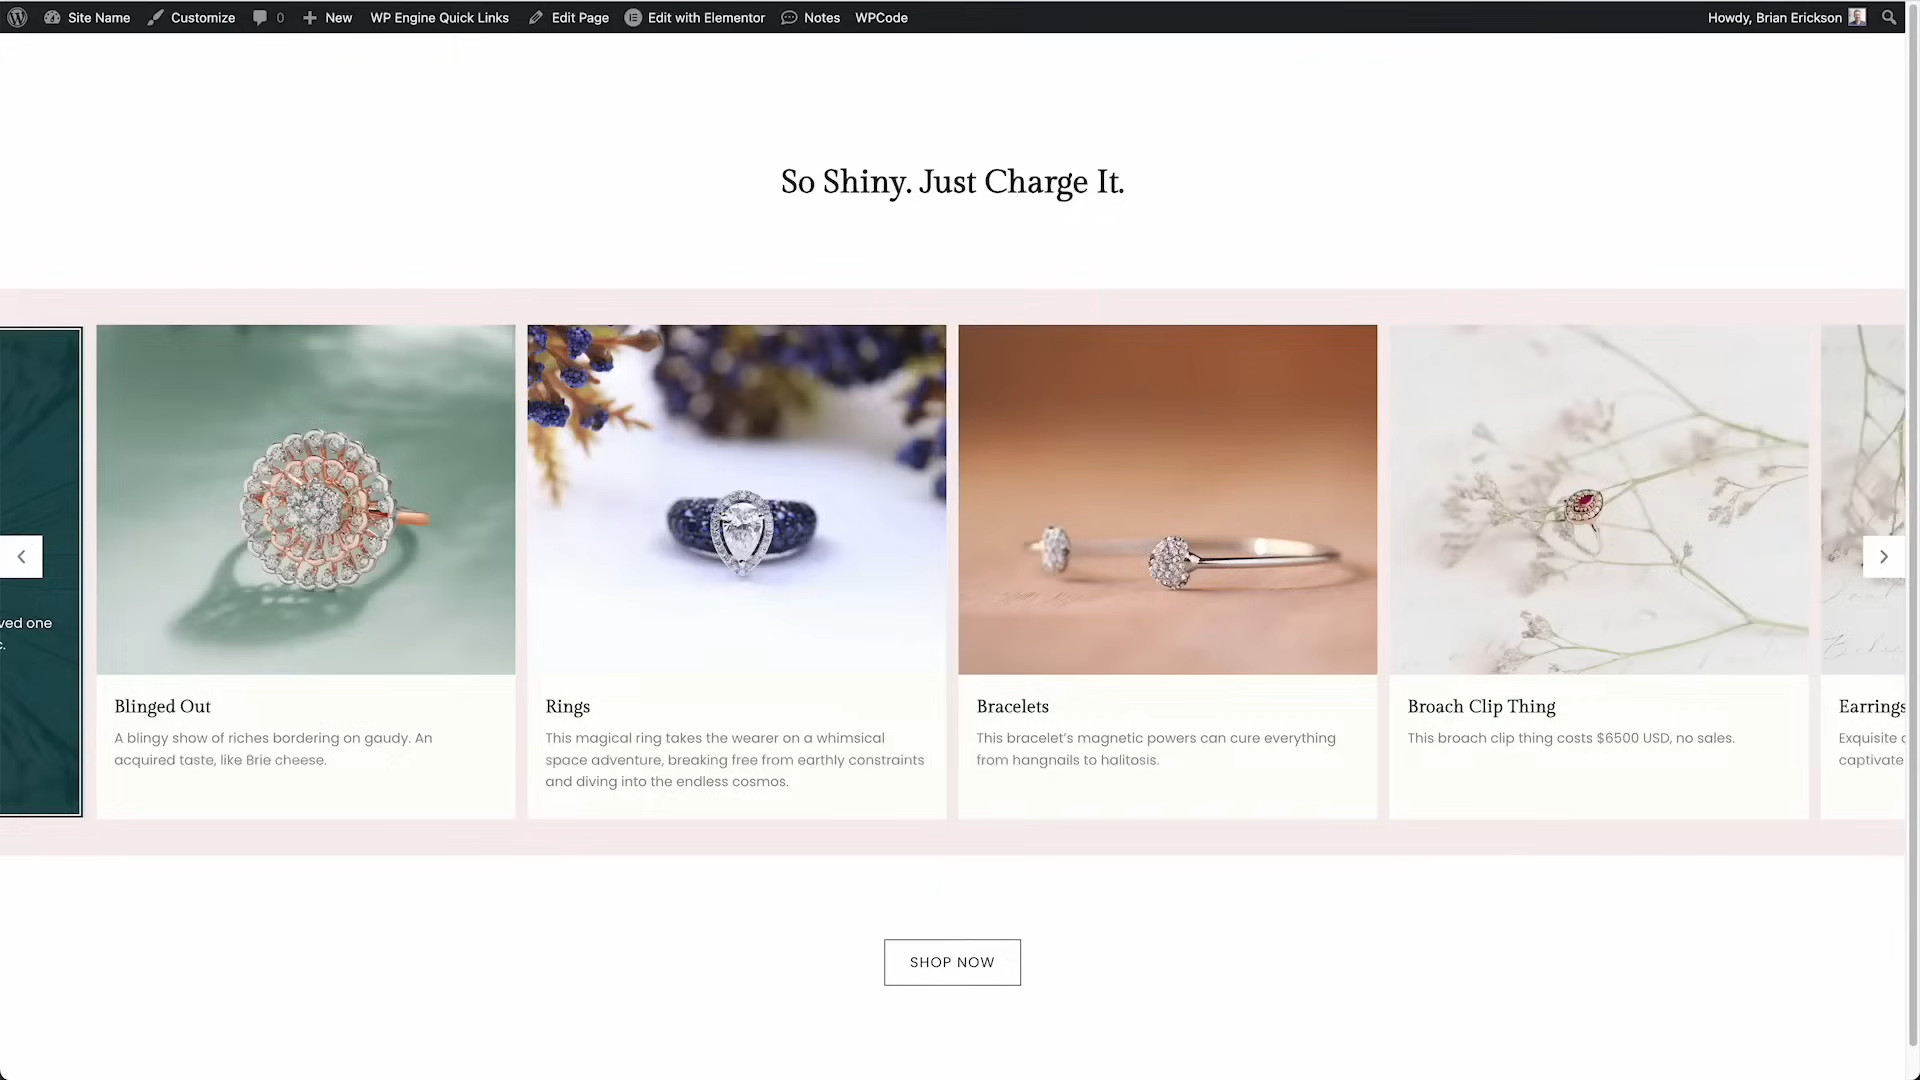 Site Name Customize 0 New WP Engine Quick Links Edit Page Edit with Elementor Notes WPCode Howdy, Brian Erickson
So Shiny. Just Charge It.
ved one
c.
Blinged Out
A blingy show of riches bordering on gaudy. An
acquired taste, like Brie cheese.
Rings
This magical ring takes the wearer on a whimsical
space adventure, breaking free from earthly constraints
and diving into the endless cosmos.
Bracelets
This bracelet's magnetic powers can cure everything
from hangnails to halitosis.
Broach Clip Thing
This broach clip thing costs $6500 USD, no sales.
Earrings
Exquisite
captivate
SHOP NOW